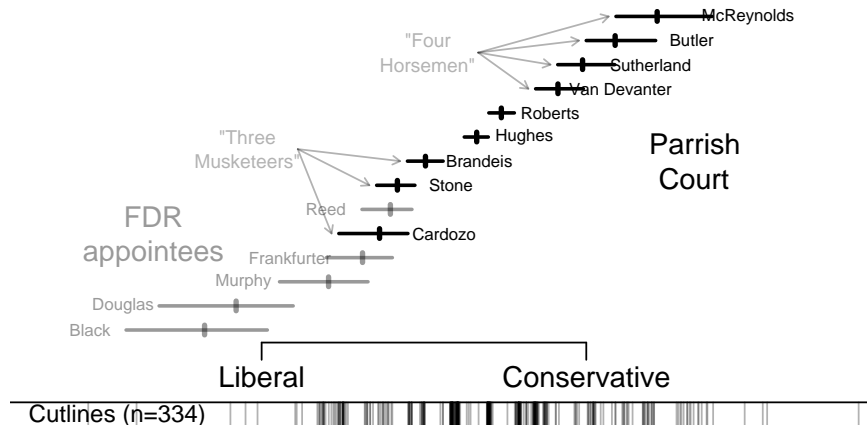 McReynolds
"Four
Horsemen"
Butler
Sutherland
Van Devanter
Roberts
Hughes
"Three
Musketeers"
Brandeis
Parrish
Court
Stone
Reed
FDR
appointees
Cardozo
Frankfurter
Murphy
Douglas
Black
Liberal
Conservative
Cutlines (n=334)